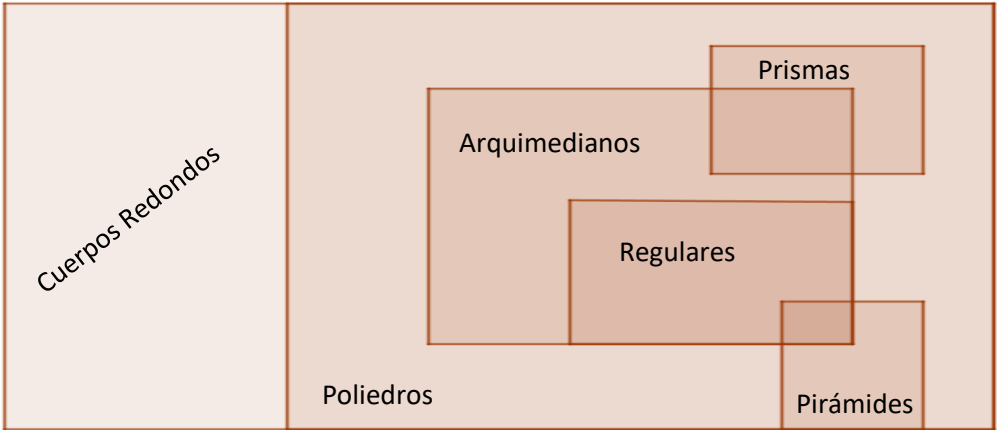 Prismas
Arquimedianos
Cuerpos Redondos
Regulares
Poliedros
Pirámides